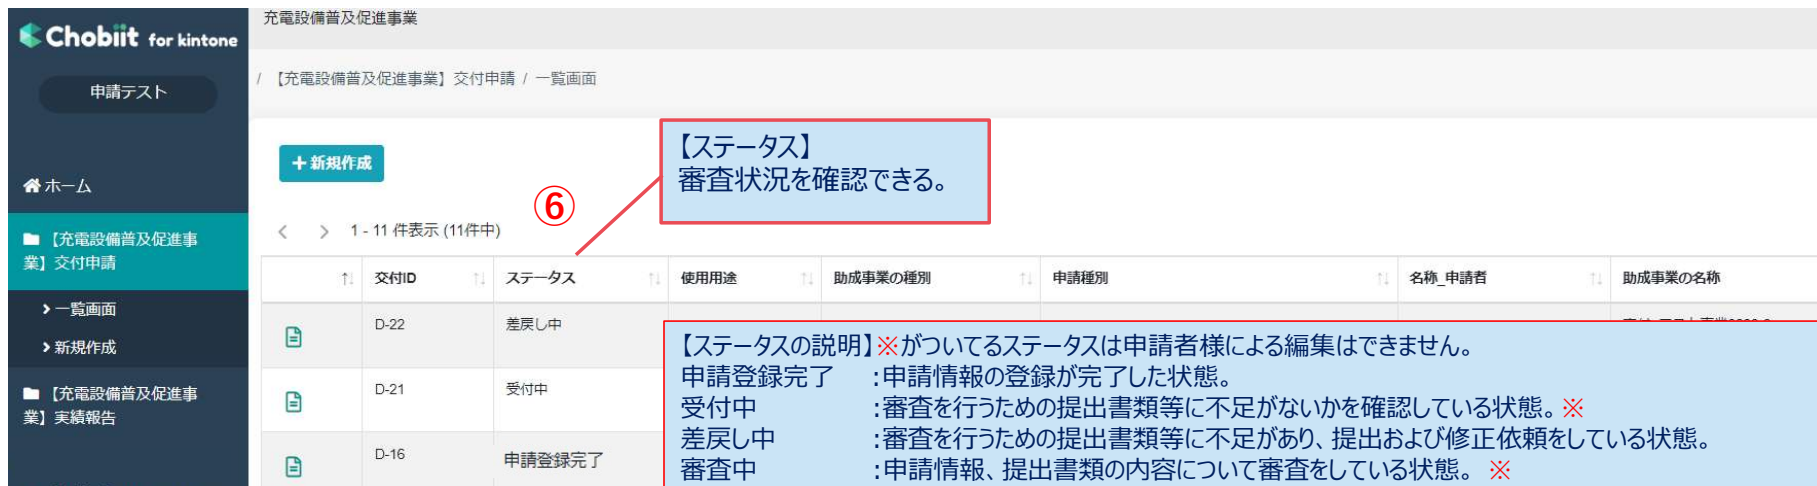 Chobiit for kintone
申請テスト
ホーム
【充電設備普及促進事
業】交付申請
一覧画面
新規作成
【充電設備普及促進事
業】実績報告
充電設備普及促進事業
/ 【充電設備普及促進事業】交付申請 / 一覧画面
+新規作成
【ステータス】
審査状況を確認できる。
⑥
< > 1 - 11 件表示 (11件中)
交付ID ステータス 使用用途 助成事業の種別 申請種別 名称_申請者 助成事業の名称
D-22 差戻し中
D-21 受付中
D-16 申請登録完了
【ステータスの説明】※がついてるステータスは申請者様による編集はできません。
申請登録完了 :申請情報の登録が完了した状態。
受付中 :審査を行うための提出書類等に不足がないかを確認している状態。※
差戻し中 :審査を行うための提出書類等に不足があり、提出および修正依頼をしている状態。
審査中 :申請情報、提出書類の内容について審査をしている状態。 ※